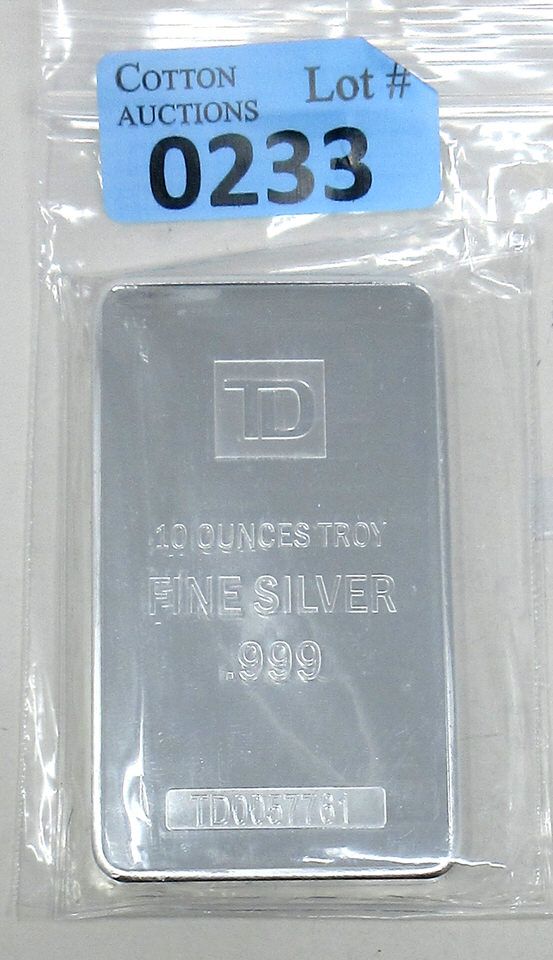 COTTON
AUCTIONS
Lot #
0233
TD
10 OUNCES TROY
FINE SILVER
.999
TD0057761